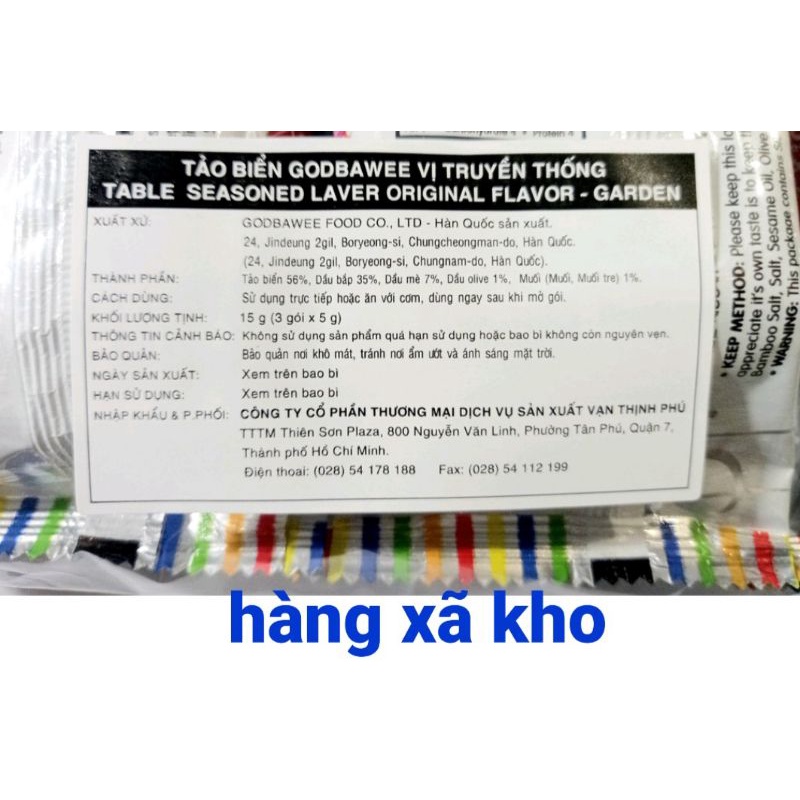 TẢO BIỂN GODBAWEE VỊ TRUYỀN THỐNG
TABLE SEASONED LAVER ORIGINAL FLAVOR - GARDEN
XUẤT XỨ: GODBAWEE FOOD CO., LTD - Hàn Quốc sản xuất.
24, Jindeung 2gil, Boryeong-si, Chungcheongman-do, Hàn Quốc.
(24, Jindeung 2gil, Boryeong-si, Chungnam-do, Hàn Quốc).
THÀNH PHẦN: Tảo biển 56%, Dầu bắp 35%, Dầu mè 7%, Dầu olive 1%, Muối (Muối, Muối tre) 1%.
CÁCH DÙNG: Sử dụng trực tiếp hoặc ăn với cơm, dùng ngay sau khi mở gói.
KHỐI LƯỢNG TỊNH: 15 g (3 gói x 5 g)
THÔNG TIN CẢNH BÁO: Không sử dụng sản phẩm quá hạn sử dụng hoặc bao bì không còn nguyên vẹn.
BẢO QUẢN: Bảo quản nơi khô mát, tránh nơi ẩm ướt và ánh sáng mặt trời.
NGÀY SẢN XUẤT: Xem trên bao bì
HẠN SỬ DỤNG: Xem trên bao bì
NHẬP KHẨU & P.PHỐI: CÔNG TY CỔ PHẦN THƯƠNG MẠI DỊCH VỤ SẢN XUẤT VẠN THỊNH PHÚ
TTTM Thiên Sơn Plaza, 800 Nguyễn Văn Linh, Phường Tân Phú, Quận 7,
Thành phố Hồ Chí Minh.
Điện thoại: (028) 54 178 188 Fax: (028) 54 112 199
• KEEP METHOD: Please keep this
appreciate it's own taste is to keep
Bamboo Salt, Salt, Sesame Oil, Olive
• WARNING: This package contains
hàng xã kho